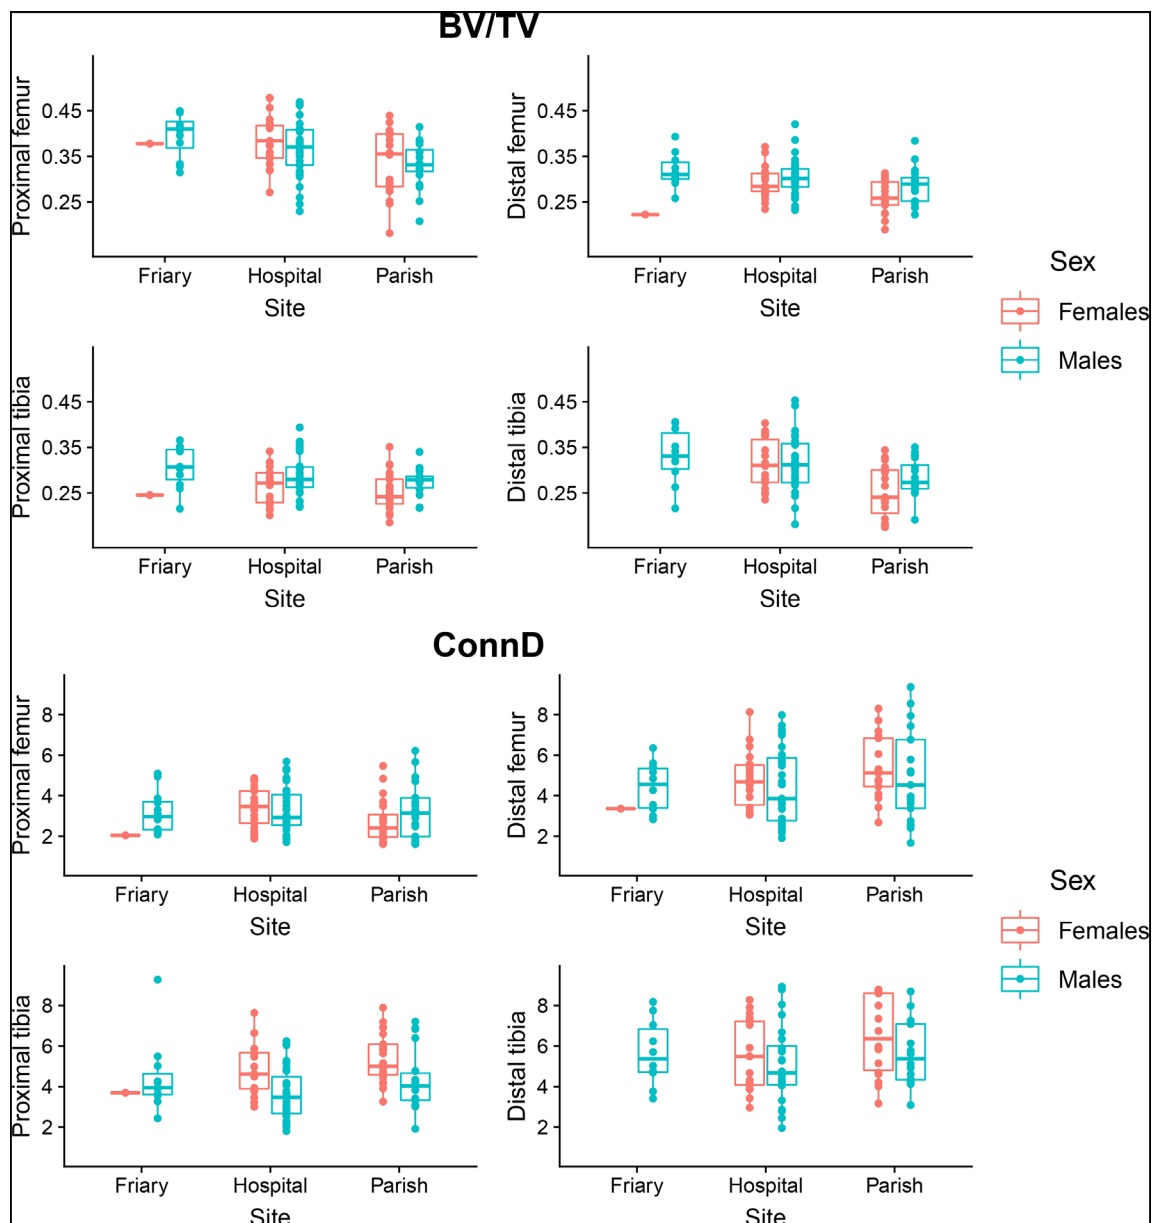 BV/TV
Proximal femur
0.45
0.35
0.25
Friary Hospital Parish
Site
Distal femur
0.45
0.35
0.25
Friary Hospital Parish
Site
Sex
Females
Males
Proximal tibia
0.45
0.35
0.25
Friary Hospital Parish
Site
Distal tibia
0.45
0.35
0.25
Friary Hospital Parish
Site
ConnD
Proximal femur
8
6
4
2
Friary Hospital Parish
Site
Distal femur
8
6
4
2
Friary Hospital Parish
Site
Sex
Females
Males
Proximal tibia
8
6
4
2
Friary Hospital Parish
Site
Distal tibia
8
6
4
2
Friary Hospital Parish
Site